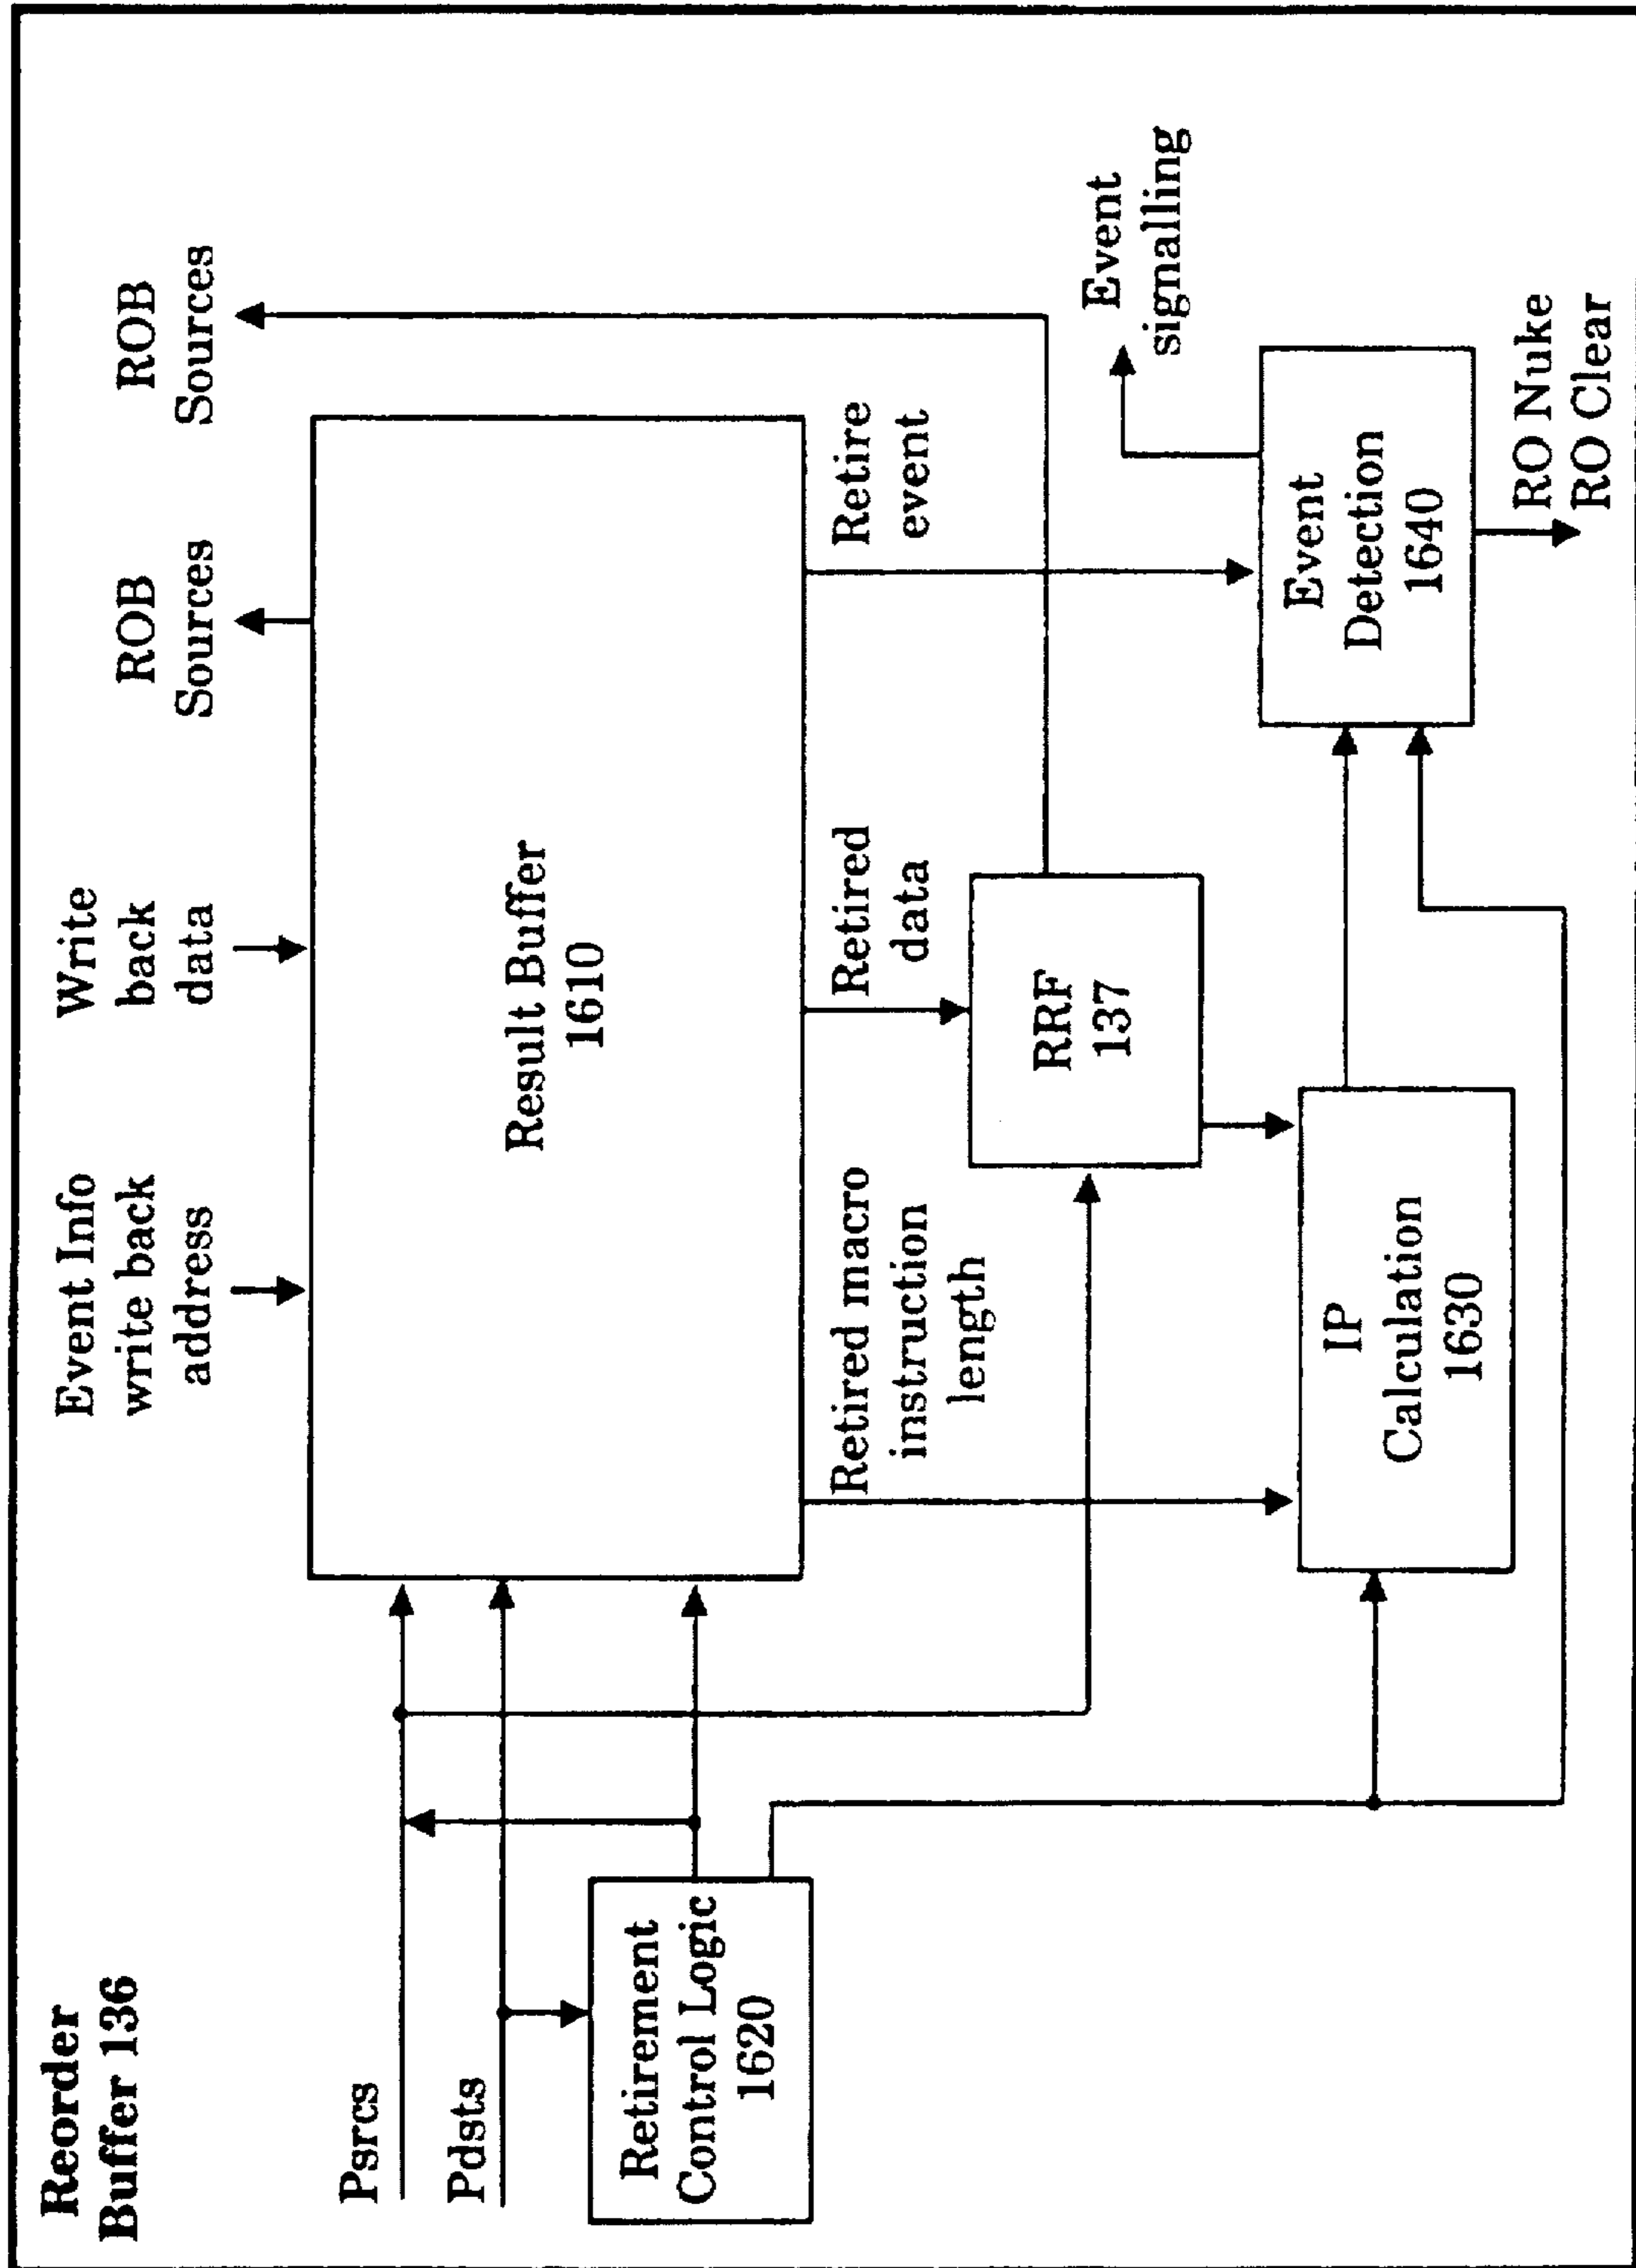 Reorder
Buffer 136
Event Info
write back
address
Write
back
data
ROB
Sources
ROB
Sources
Psrcs
Pdsts
Result Buffer
1610
Retirement
Control Logic
1620
Retired macro
instruction
length
Retired
data
Retire
event
RRF
137
Event
signalling
IP
Calculation
1630
Event
Detection
1640
RO Nuke
RO Clear